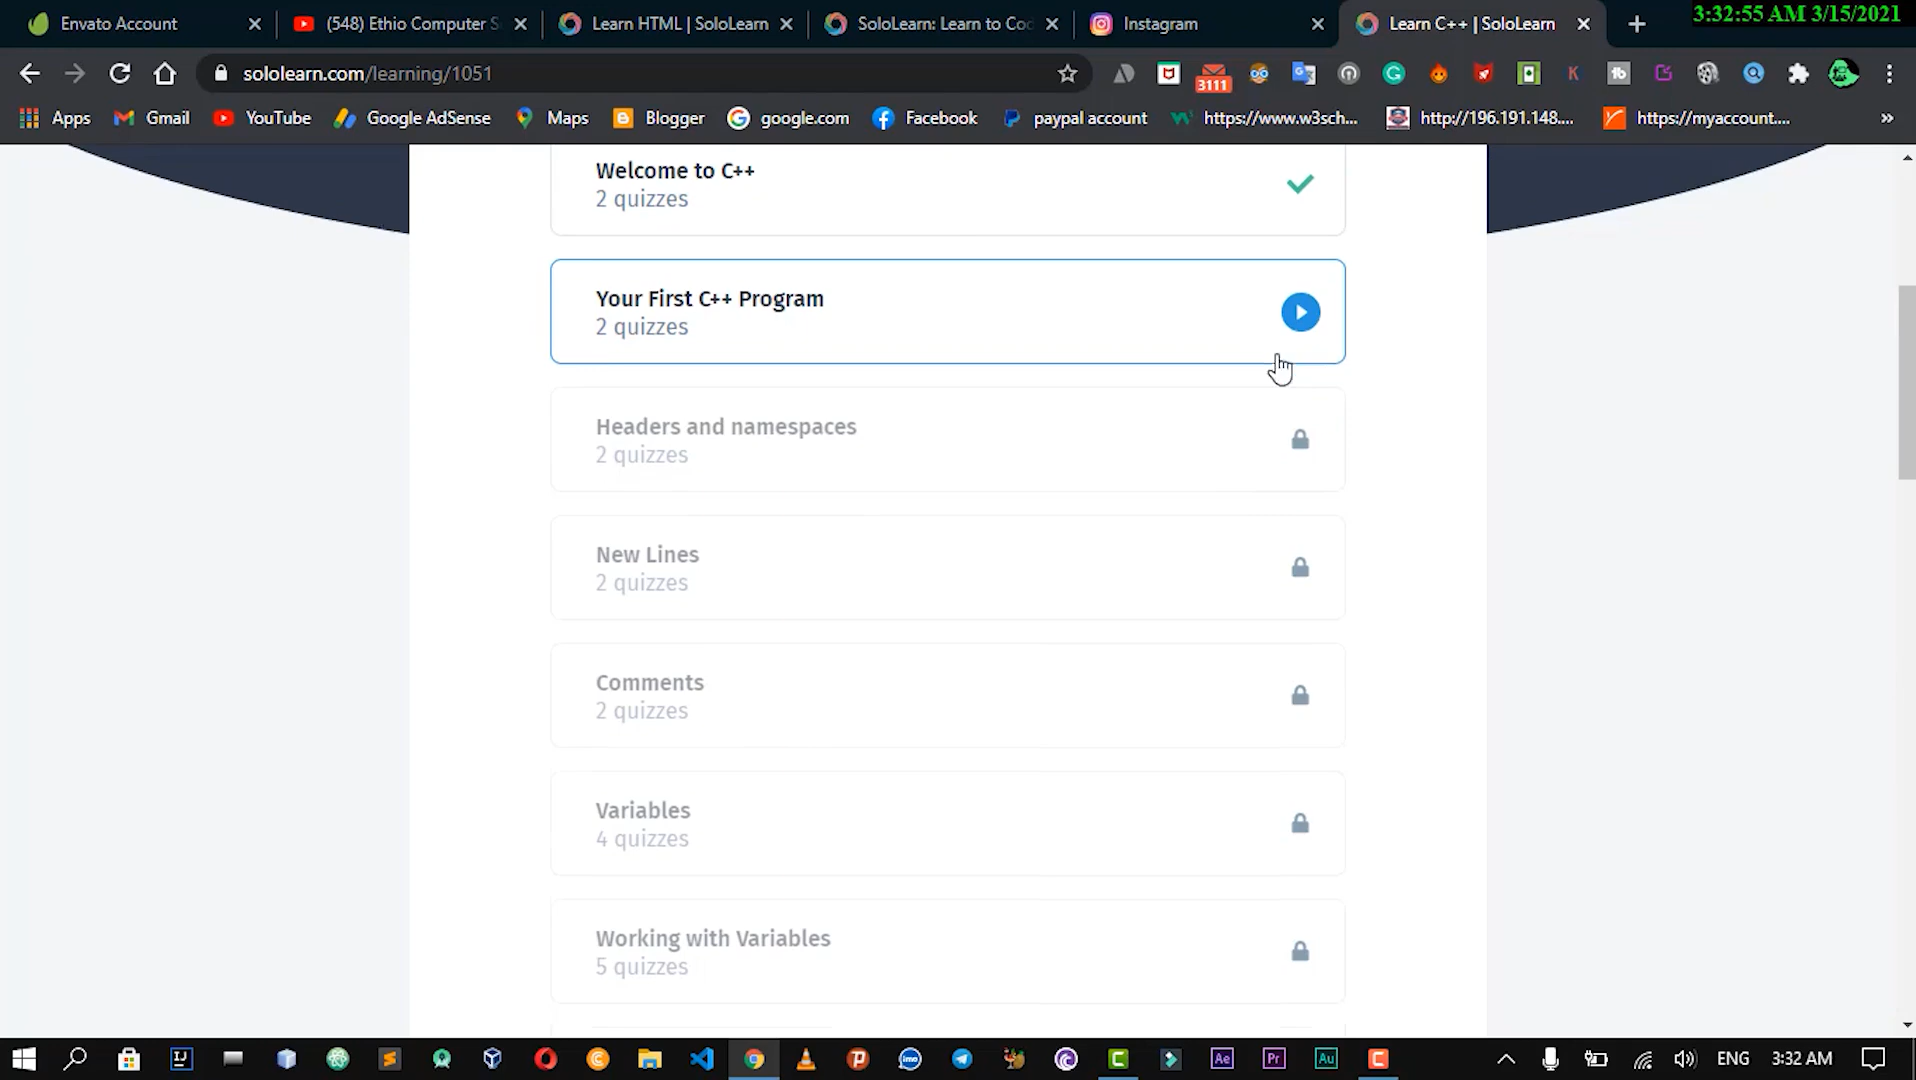 3:32:55 AM 3/15/2021
Envato Account
(548) Ethio Computer S
Learn HTML | SoloLearn
SoloLearn: Learn to Cod
Instagram
Learn C++ | SoloLearn
sololearn.com/learning/1051
3111
Apps
Gmail
YouTube
Google AdSense
Maps
Blogger
google.com
Facebook
paypal account
https://www.w3sch...
http://196.191.148....
https://myaccount....
»
Welcome to C++
2 quizzes
Your First C++ Program
2 quizzes
Headers and namespaces
2 quizzes
New Lines
2 quizzes
Comments
2 quizzes
Variables
4 quizzes
Working with Variables
5 quizzes
ENG
3:32 AM